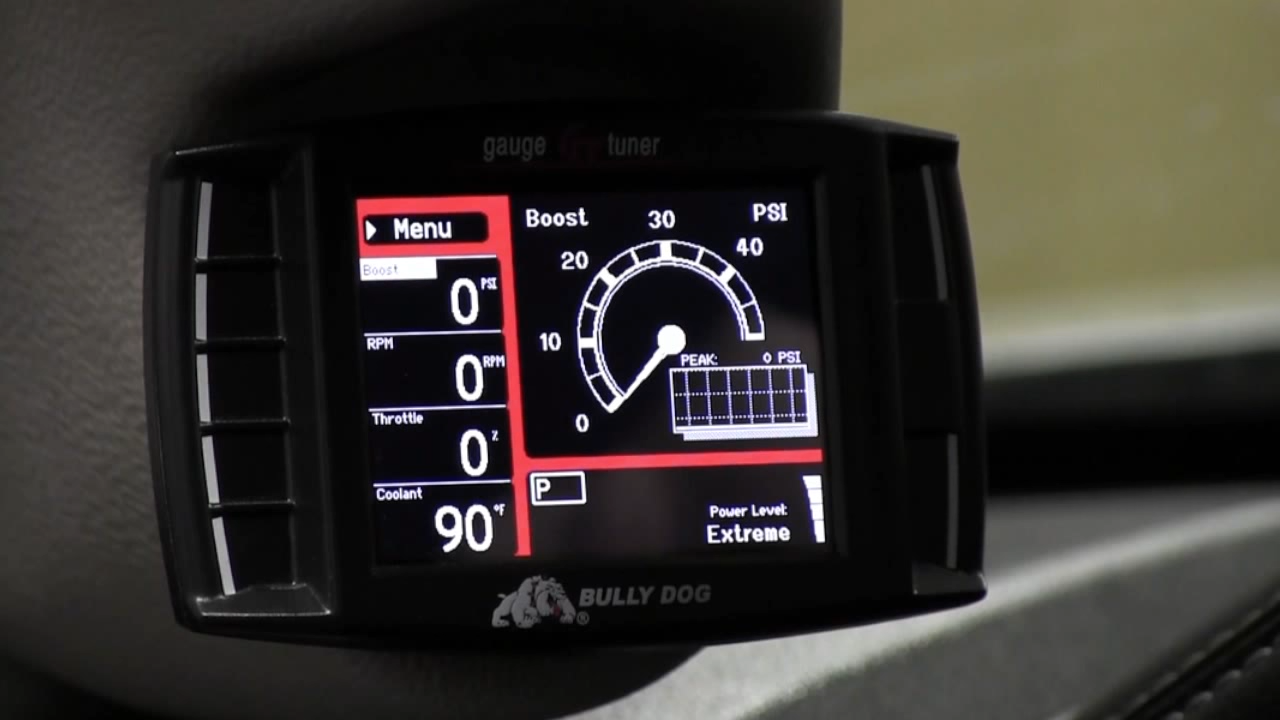 gauge GT tuner
Menu
Boost
0 PSI
RPM
0 RPM
Throttle
0 %
Coolant
90 °F
Boost
PSI
0
10
20
30
40
PEAK: 0 PSI
P
Power Level:
Extreme
BULLY DOG®